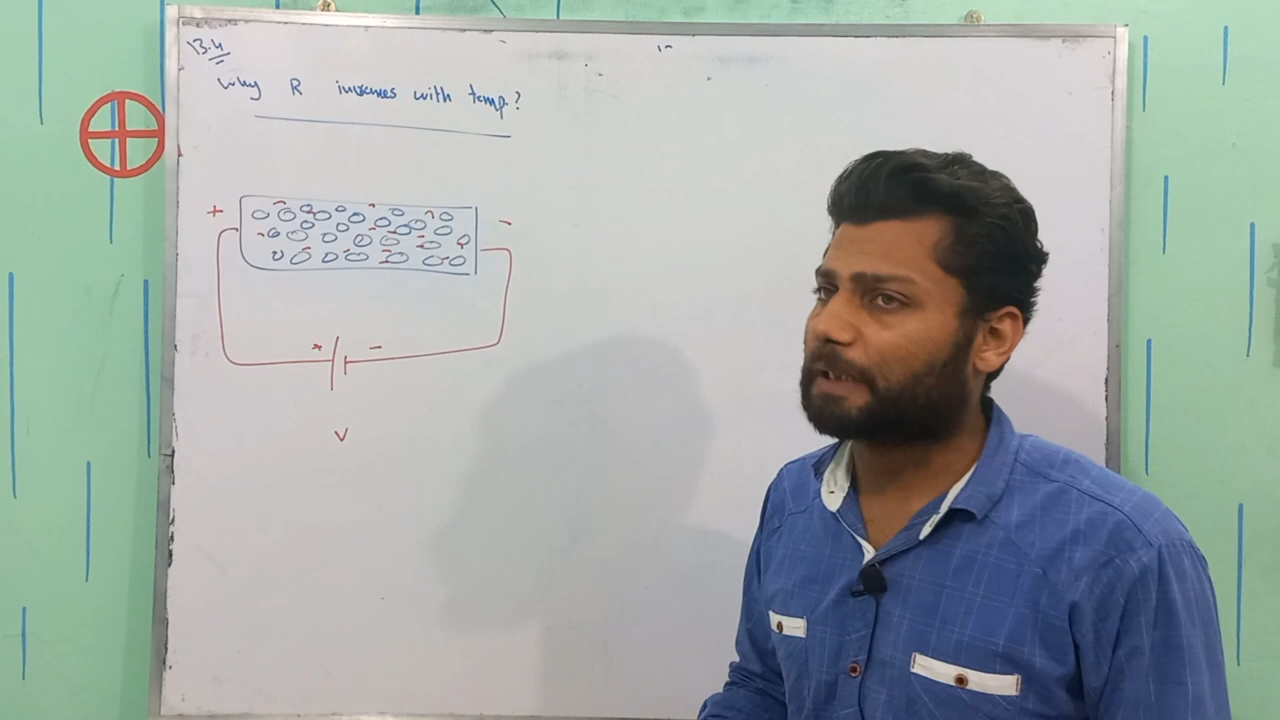 13.4
Why R increases with temp.?
+ -
+ -
V